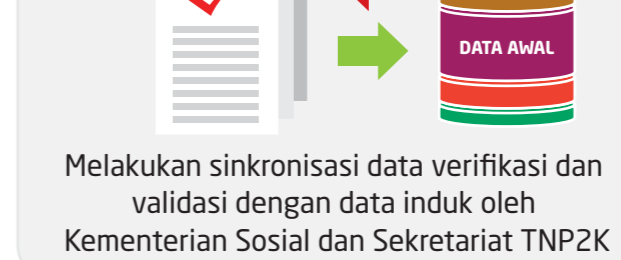 DATA AWAL
Melakukan sinkronisasi data verifikasi dan
validasi dengan data induk oleh
Kementerian Sosial dan Sekretariat TNP2K